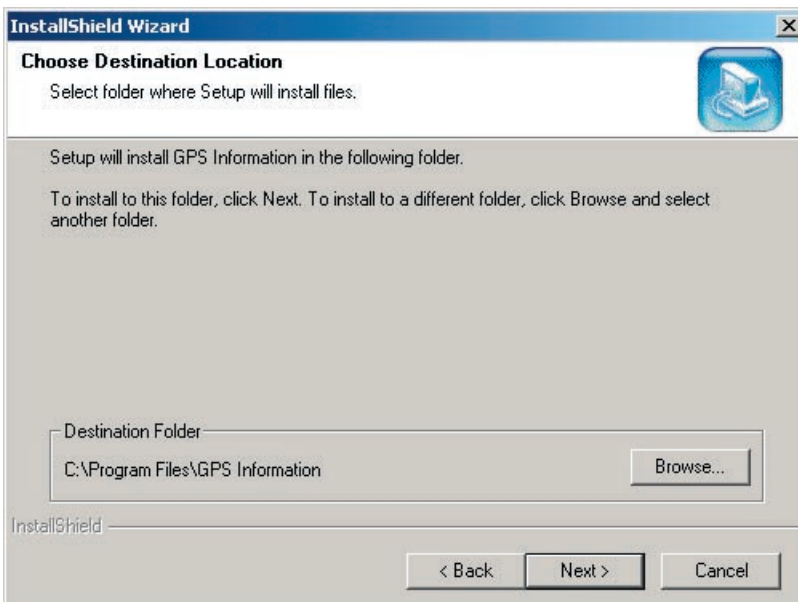 InstallShield Wizard
Choose Destination Location
Select folder where Setup will install files.
Setup will install GPS Information in the following folder.
To install to this folder, click Next. To install to a different folder, click Browse and select
another folder.
Destination Folder
C:\Program Files\GPS Information
Browse...
InstallShield
< Back
Next >
Cancel